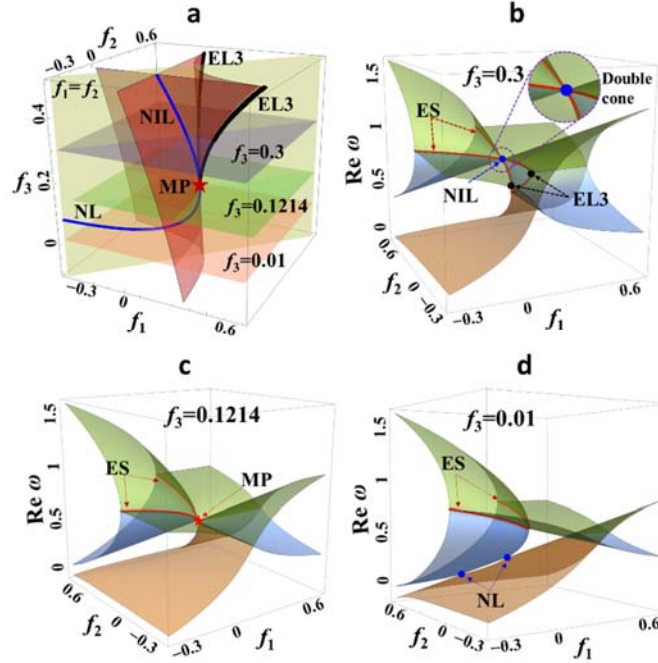 a
f₂
0.6
EL3
f₁=f₂
NIL
EL3
0.4
f₃
f₃=0.3
0.2
MP
NL
f₃=0.1214
0
f₃=0.01
−0.3
0
f₁
0.6
b
1.5
f₃=0.3
Double
cone
ES
1
Re ω
0.5
NIL
EL3
0
0.6
f₂
−0.3
−0.3
0
f₁
0.6
c
1.5
f₃=0.1214
ES
1
MP
Re ω
0.5
0
0.6
f₂
−0.3
−0.3
0
f₁
0.6
d
1.5
f₃=0.01
ES
1
Re ω
0.5
0
NL
0.6
f₂
−0.3
−0.3
0
f₁
0.6